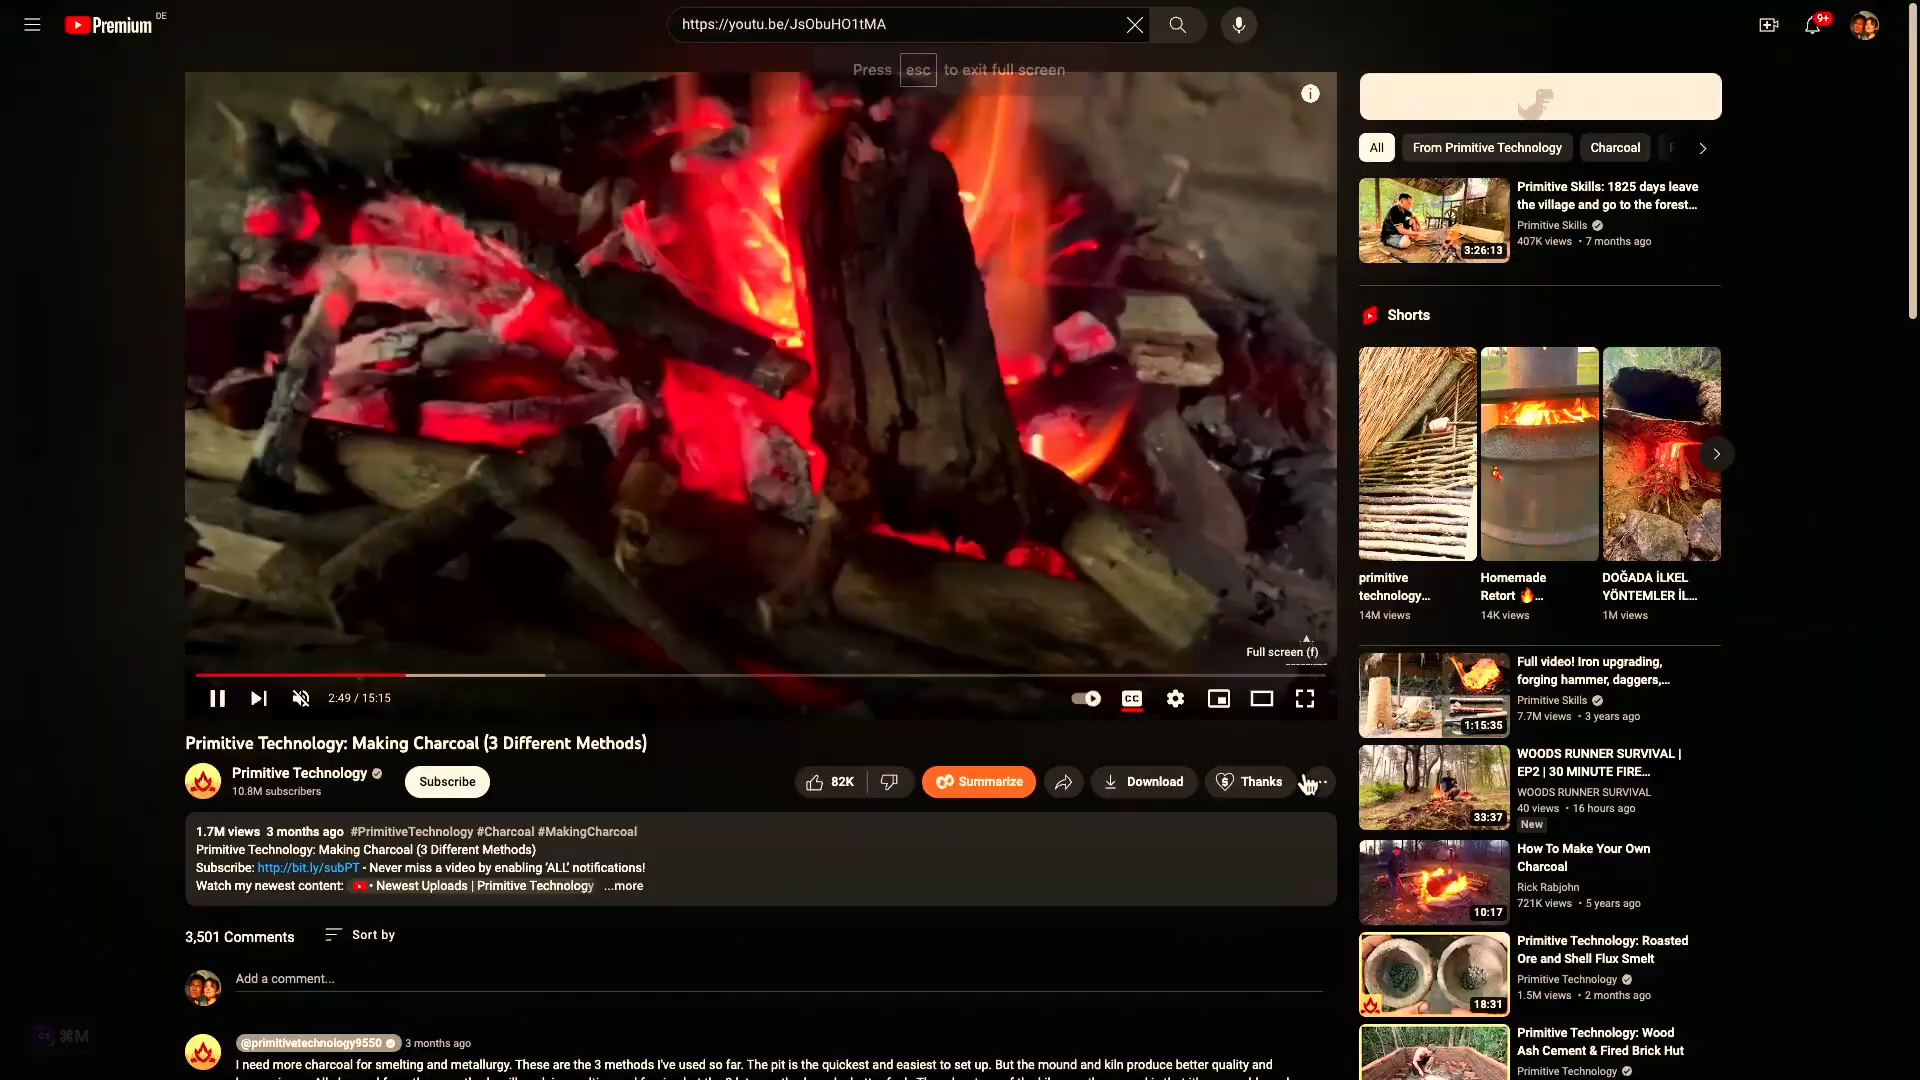 Premium DE
https://youtu.be/JsObuHO1tMA
9+
Press esc to exit full screen
All
From Primitive Technology
Charcoal
Primitive Skills: 1825 days leave
the village and go to the forest...
Primitive Skills
407K views • 7 months ago
3:26:13
Shorts
primitive
technology...
14M views
Homemade
Retort 🔥...
14K views
DOĞADA İLKEL
YÖNTEMLER İL...
1M views
Full screen (f)
2:49 / 15:15
CC
Primitive Technology: Making Charcoal (3 Different Methods)
Primitive Technology
10.8M subscribers
Subscribe
82K
Summarize
Download
Thanks
1.7M views 3 months ago #PrimitiveTechnology #Charcoal #MakingCharcoal
Primitive Technology: Making Charcoal (3 Different Methods)
Subscribe: http://bit.ly/subPT - Never miss a video by enabling 'ALL' notifications!
Watch my newest content: • Newest Uploads | Primitive Technology ...more
3,501 Comments
Sort by
Add a comment...
@primitivetechnology9550 3 months ago
I need more charcoal for smelting and metallurgy. These are the 3 methods I've used so far. The pit is the quickest and easiest to set up. But the mound and kiln produce better quality and
Full video! Iron upgrading,
forging hammer, daggers,...
Primitive Skills
7.7M views • 3 years ago
1:15:35
WOODS RUNNER SURVIVAL |
EP2 | 30 MINUTE FIRE...
WOODS RUNNER SURVIVAL
40 views • 16 hours ago
New
33:37
How To Make Your Own
Charcoal
Rick Rabjohn
721K views • 5 years ago
10:17
Primitive Technology: Roasted
Ore and Shell Flux Smelt
Primitive Technology
1.5M views • 2 months ago
18:31
Primitive Technology: Wood
Ash Cement & Fired Brick Hut
Primitive Technology
CS ⌘M